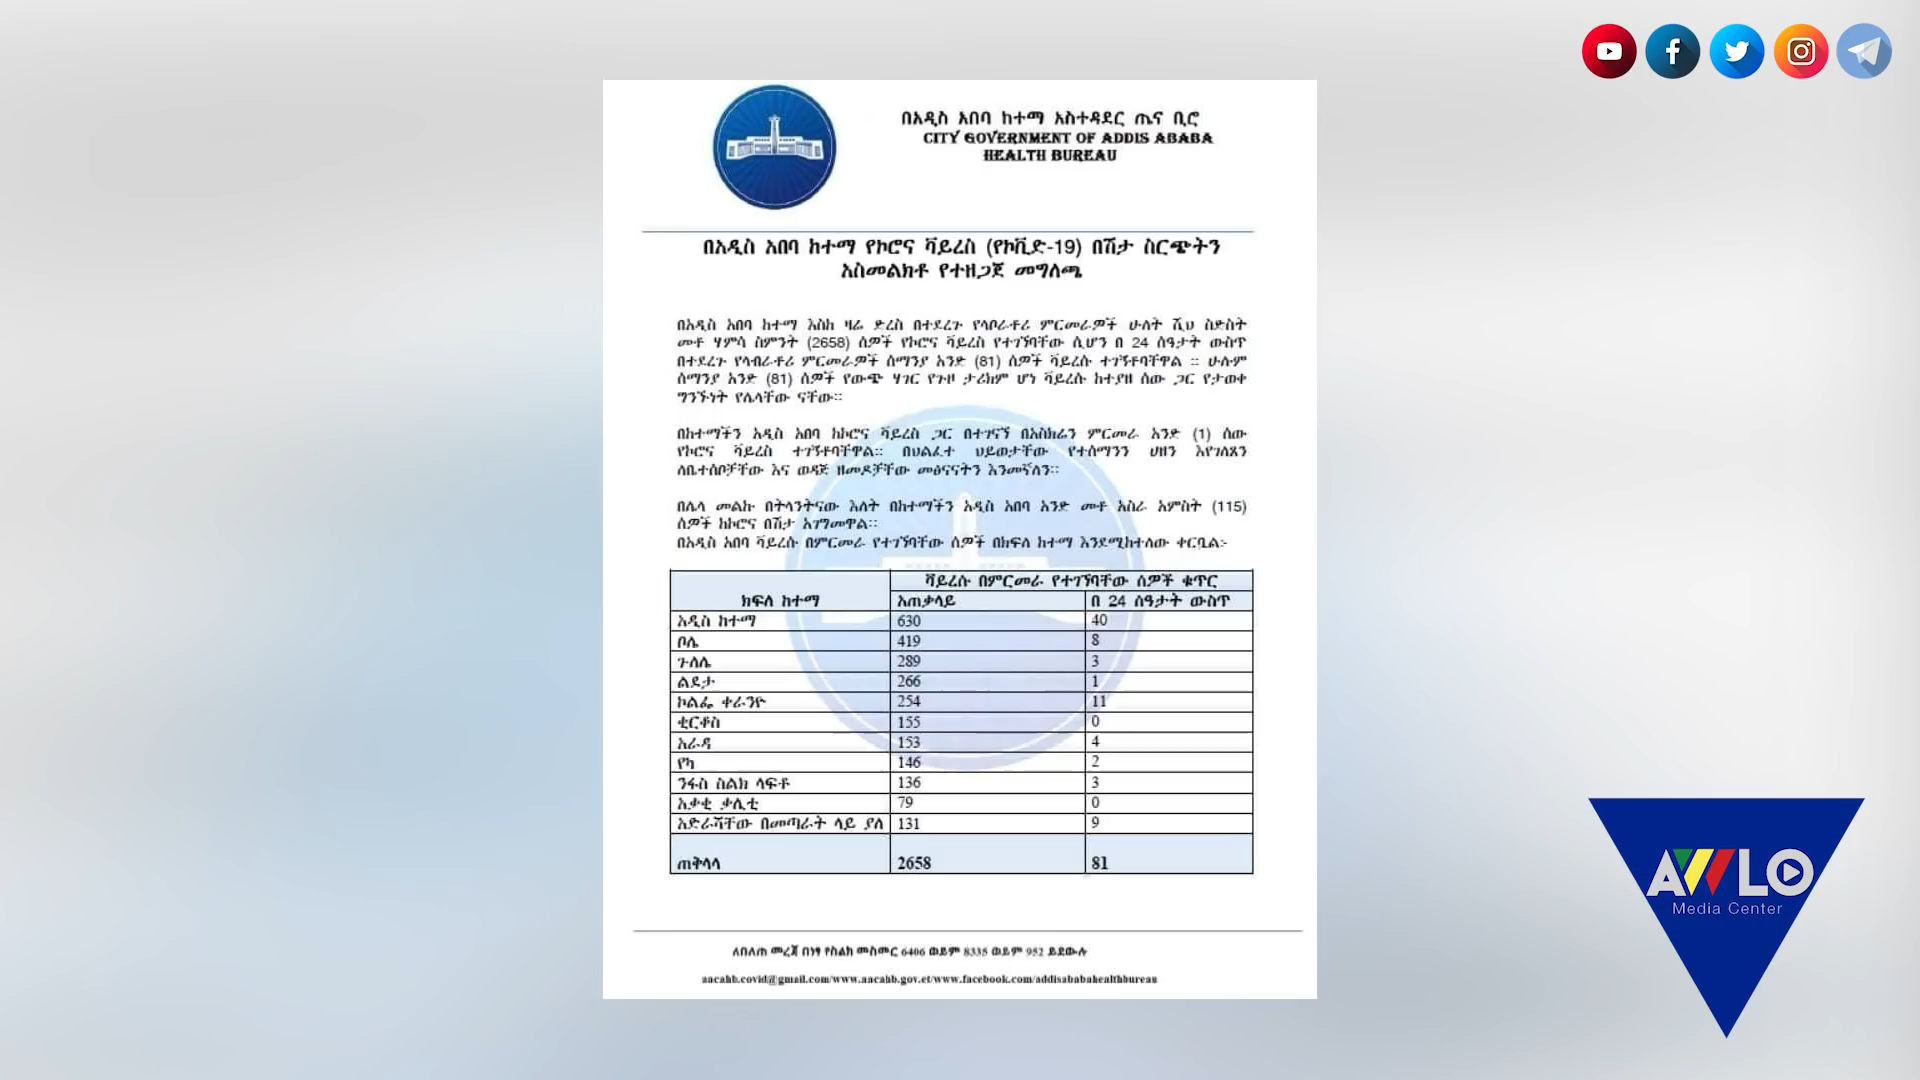 በአዲስ አበባ ከተማ አስተዳደር ጤና ቢሮ
CITY GOVERNMENT OF ADDIS ABABA
HEALTH BUREAU
በአዲስ አበባ ከተማ የኮሮና ቫይረስ (የኮቪድ-19) በሽታ ስርጭትን
አስመልክቶ የተዘጋጀ መግለጫ
በአዲስ አበባ ከተማ እስከ ዛሬ ድረስ በተደረጉ የላቦራቶሪ ምርመራዎች ሁለት ሺህ ስድስት
መቶ ሃምሳ ስምንት (2658) ሰዎች የኮሮና ቫይረስ የተገኘባቸው ሲሆን በ 24 ሰዓታት ውስጥ
በተደረጉ የላብራቶሪ ምርመራዎች ሰማንያ አንድ (81) ሰዎች ቫይረሱ ተገኝቶባቸዋል ። ሁሉም
ሰማንያ አንድ (81) ሰዎች የውጭ ሃገር የጉዞ ታሪክም ሆነ ቫይረሱ ከተያዘ ሰው ጋር የታወቀ
ግንኙነት የሌላቸው ናቸው።
በከተማችን አዲስ አበባ ከኮሮና ቫይረስ ጋር በተገናኘ በአስክሬን ምርመራ አንድ (1) ሰው
የኮሮና ቫይረስ ተገኝቶባቸዋል። በህልፈተ ህይወታቸው የተሰማንን ሀዘን እየገለጽን
ለቤተሰቦቻቸው እና ወዳጅ ዘመዶቻቸው መፅናናትን እንመኛለን።
በሌላ መልኩ በትላንትናው እለት በከተማችን አዲስ አበባ አንድ መቶ አስራ አምስት (115)
ሰዎች ከኮሮና በሽታ አገግመዋል።
በአዲስ አበባ ቫይረሱ በምርመራ የተገኘባቸው ሰዎች በክፍለ ከተማ እንደሚከተለው ቀርቧል፦
ቫይረሱ በምርመራ የተገኘባቸው ሰዎች ቁጥር
ክፍለ ከተማ አጠቃላይ በ 24 ሰዓታት ውስጥ
አዲስ ከተማ 630 40
ቦሌ 419 8
ጉለሌ 289 3
ልደታ 266 1
ኮልፌ ቀራንዮ 254 11
ቂርቆስ 155 0
አራዳ 153 4
የካ 146 2
ንፋስ ስልክ ላፍቶ 136 3
አቃቂ ቃሊቲ 79 0
አድራሻቸው በመጣራት ላይ ያለ 131 9
ጠቅላላ 2658 81
ለበለጠ መረጃ በነፃ የስልክ መስመር 6406 ወይም 8335 ወይም 952 ይደውሉ
aacahb.covid@gmail.com/www.aacahb.gov.et/www.facebook.com/addisababahealthbureau
AWLO
Media Center